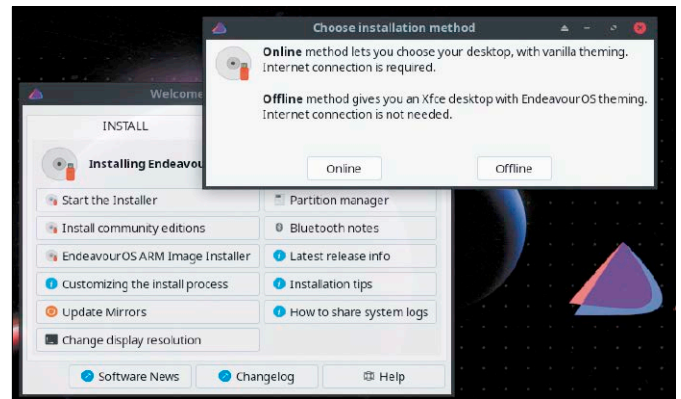 Choose installation method
Online method lets you choose your desktop, with vanilla theming.
Internet connection is required.
Offline method gives you an Xfce desktop with EndeavourOS theming.
Internet connection is not needed.
Online
Offline
Welcome
INSTALL
Installing Endeavou
Start the Installer
Partition manager
Install community editions
Bluetooth notes
EndeavourOS ARM Image Installer
Latest release info
Customizing the install process
Installation tips
Update Mirrors
How to share system logs
Change display resolution
Software News
Changelog
Help